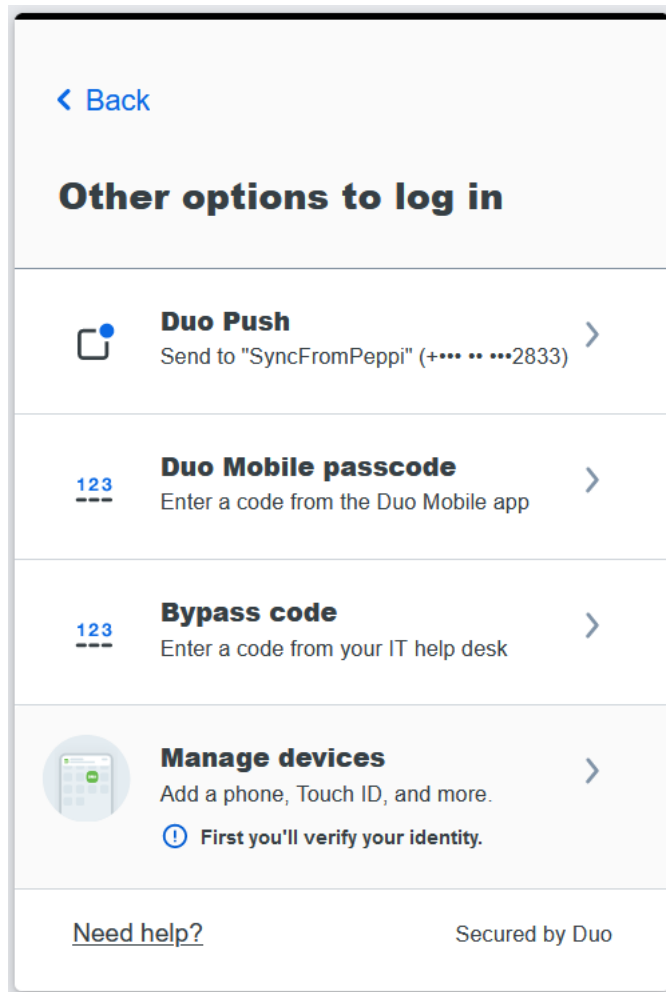 Back
Other options to log in
Duo Push
Send to "SyncFromPeppi" (+••• •• •••2833)
123
Duo Mobile passcode
Enter a code from the Duo Mobile app
123
Bypass code
Enter a code from your IT help desk
Manage devices
Add a phone, Touch ID, and more.
First you'll verify your identity.
Need help?
Secured by Duo